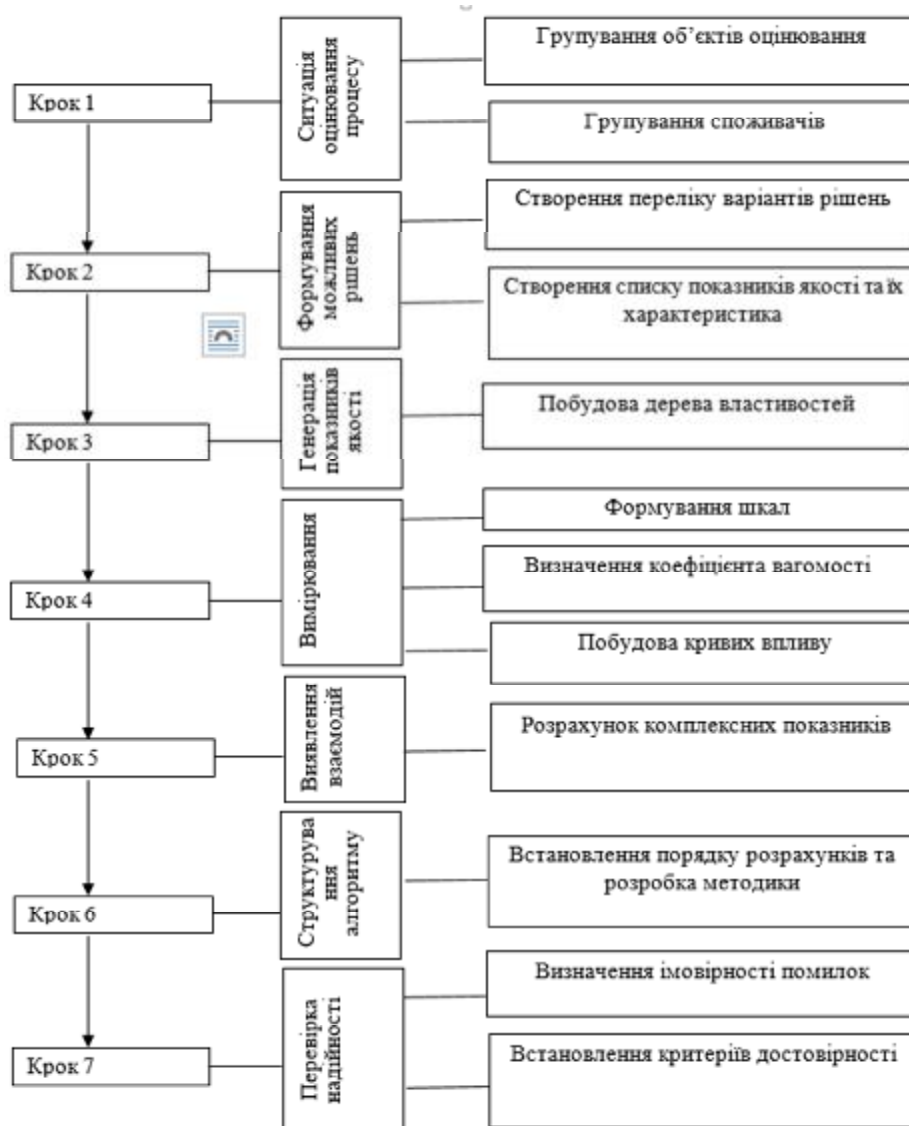 Крок 1
Ситуація
оцінювання
процесу
Групування об’єктів оцінювання
Групування споживачів
Крок 2
Формування
можливих
рішень
Створення переліку варіантів рішень
Створення списку показників якості та їх
характеристика
Крок 3
Генерація
показників
якості
Побудова дерева властивостей
Крок 4
Вимірювання
Формування шкал
Визначення коефіцієнта вагомості
Побудова кривих впливу
Крок 5
Виявлення
взаємодій
Розрахунок комплексних показників
Крок 6
Структурува
ння
алгоритму
Встановлення порядку розрахунків та
розробка методики
Крок 7
Перевірка
надійності
Визначення імовірності помилок
Встановлення критеріїв достовірності